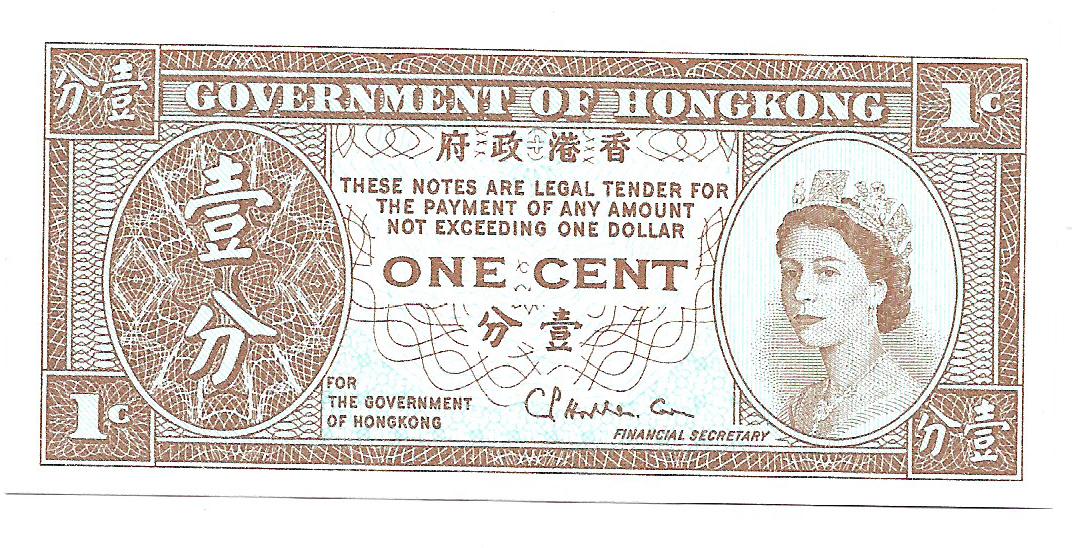 分壹
GOVERNMENT OF HONGKONG
1C
府政港香
THESE NOTES ARE LEGAL TENDER FOR
THE PAYMENT OF ANY AMOUNT
NOT EXCEEDING ONE DOLLAR
ONE CENT
分壹
壹
分
FOR
THE GOVERNMENT
OF HONGKONG
FINANCIAL SECRETARY
1C
分壹